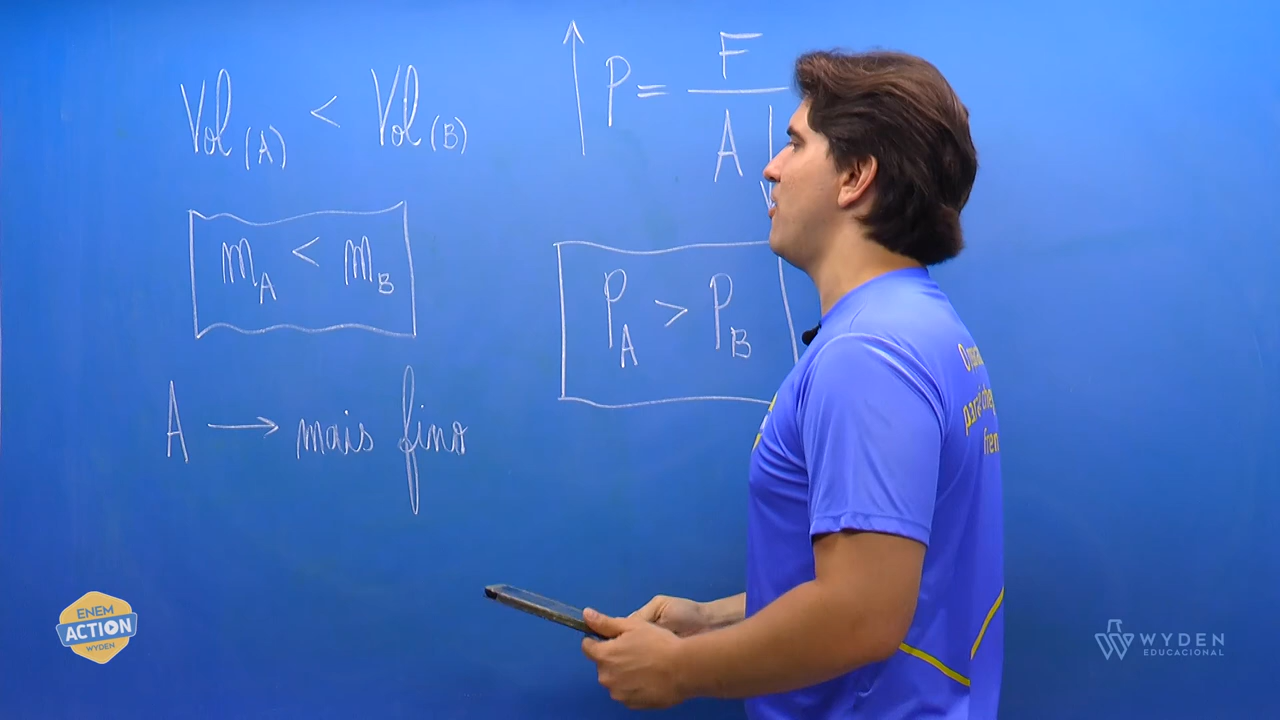 Vol(A) < Vol(B)
mA < mB
A → mais fino
↑ P = F / A ↓
PA > PB
ENEM
ACTION
WYDEN
WYDEN
EDUCACIONAL